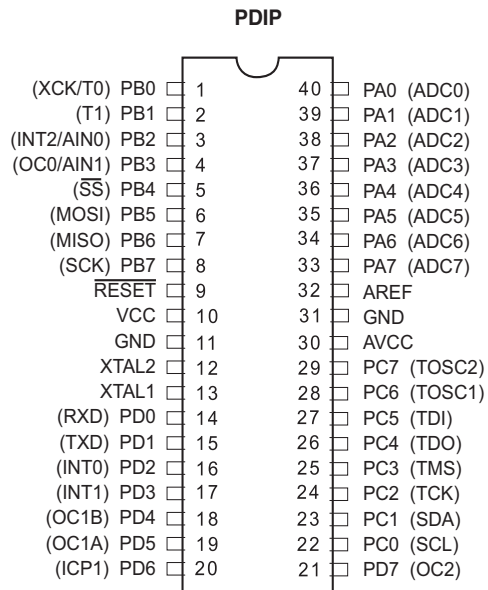 PDIP
(XCK/T0) PB0 1 40 PA0 (ADC0)
(T1) PB1 2 39 PA1 (ADC1)
(INT2/AIN0) PB2 3 38 PA2 (ADC2)
(OC0/AIN1) PB3 4 37 PA3 (ADC3)
(S̅S̅) PB4 5 36 PA4 (ADC4)
(MOSI) PB5 6 35 PA5 (ADC5)
(MISO) PB6 7 34 PA6 (ADC6)
(SCK) PB7 8 33 PA7 (ADC7)
R̅E̅S̅E̅T̅ 9 32 AREF
VCC 10 31 GND
GND 11 30 AVCC
XTAL2 12 29 PC7 (TOSC2)
XTAL1 13 28 PC6 (TOSC1)
(RXD) PD0 14 27 PC5 (TDI)
(TXD) PD1 15 26 PC4 (TDO)
(INT0) PD2 16 25 PC3 (TMS)
(INT1) PD3 17 24 PC2 (TCK)
(OC1B) PD4 18 23 PC1 (SDA)
(OC1A) PD5 19 22 PC0 (SCL)
(ICP1) PD6 20 21 PD7 (OC2)